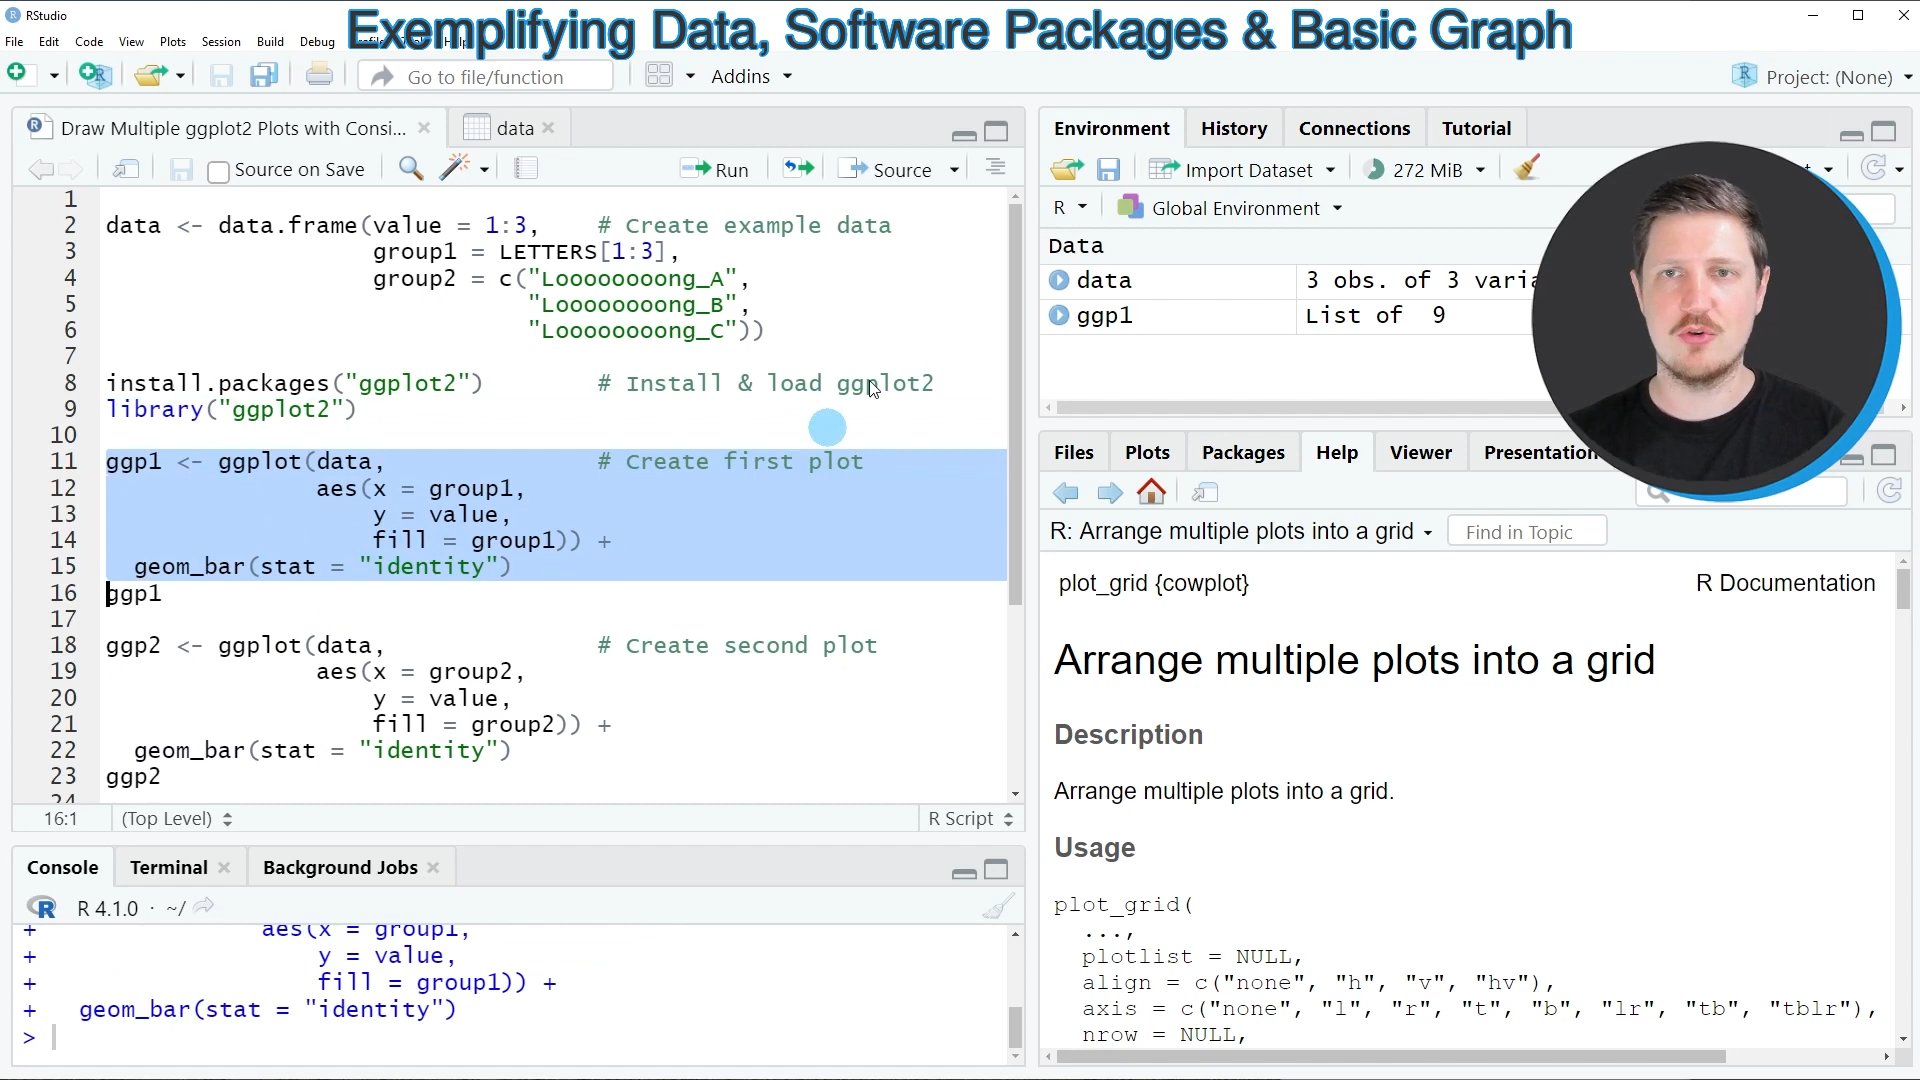 RStudio
Exemplifying Data, Software Packages & Basic Graph
File Edit Code View Plots Session Build Debug
Go to file/function
Addins
Project: (None)
Draw Multiple ggplot2 Plots with Consi...
data
Source on Save
Run
Source
1
2 data <- data.frame(value = 1:3, # Create example data
3 group1 = LETTERS[1:3],
4 group2 = c("Looooooooong_A",
5 "Looooooooong_B",
6 "Looooooooong_C"))
7
8 install.packages("ggplot2") # Install & load ggplot2
9 library("ggplot2")
10
11 ggp1 <- ggplot(data, # Create first plot
12 aes(x = group1,
13 y = value,
14 fill = group1)) +
15 geom_bar(stat = "identity")
16 ggp1
17
18 ggp2 <- ggplot(data, # Create second plot
19 aes(x = group2,
20 y = value,
21 fill = group2)) +
22 geom_bar(stat = "identity")
23 ggp2
24
16:1 (Top Level) R Script
Console Terminal Background Jobs
R 4.1.0 · ~/
+ aes(x = group1,
+ y = value,
+ fill = group1)) +
+ geom_bar(stat = "identity")
>
Environment History Connections Tutorial
Import Dataset 272 MiB
R Global Environment
Data
data 3 obs. of 3 varia
ggp1 List of 9
Files Plots Packages Help Viewer Presentation
R: Arrange multiple plots into a grid Find in Topic
plot_grid {cowplot} R Documentation
Arrange multiple plots into a grid
Description
Arrange multiple plots into a grid.
Usage
plot_grid(
...,
plotlist = NULL,
align = c("none", "h", "v", "hv"),
axis = c("none", "l", "r", "t", "b", "lr", "tb", "tblr"),
nrow = NULL,